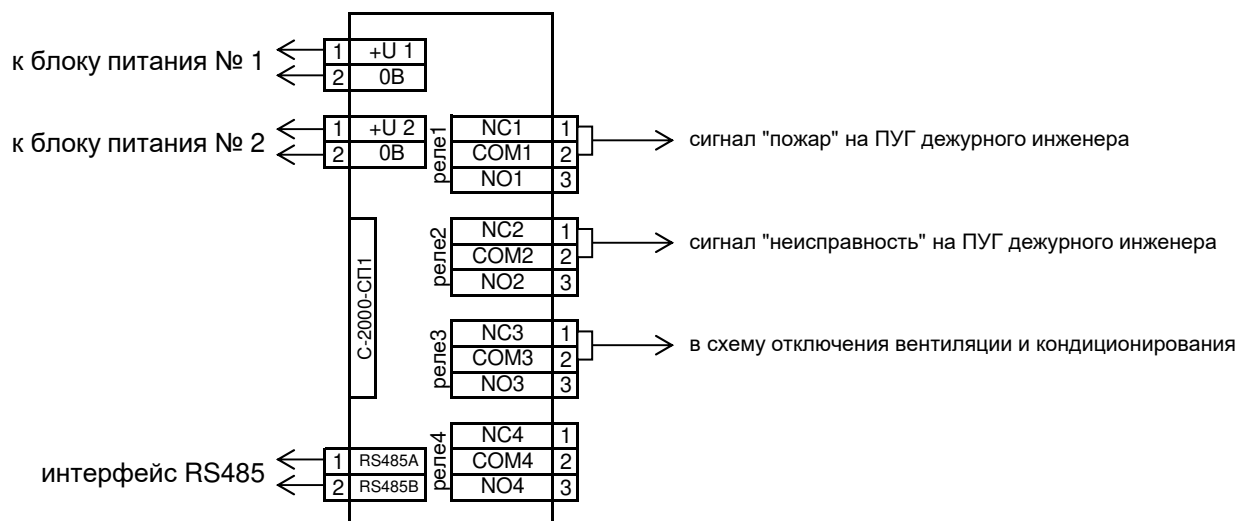 к блоку питания № 1
1 +U 1
2 0В
к блоку питания № 2
1 +U 2
2 0В
реле1
NC1 1
COM1 2
NO1 3
сигнал "пожар" на ПУГ дежурного инженера
С-2000-СП1
реле2
NC2 1
COM2 2
NO2 3
сигнал "неисправность" на ПУГ дежурного инженера
реле3
NC3 1
COM3 2
NO3 3
в схему отключения вентиляции и кондиционирования
интерфейс RS485
1 RS485A
2 RS485B
реле4
NC4 1
COM4 2
NO4 3